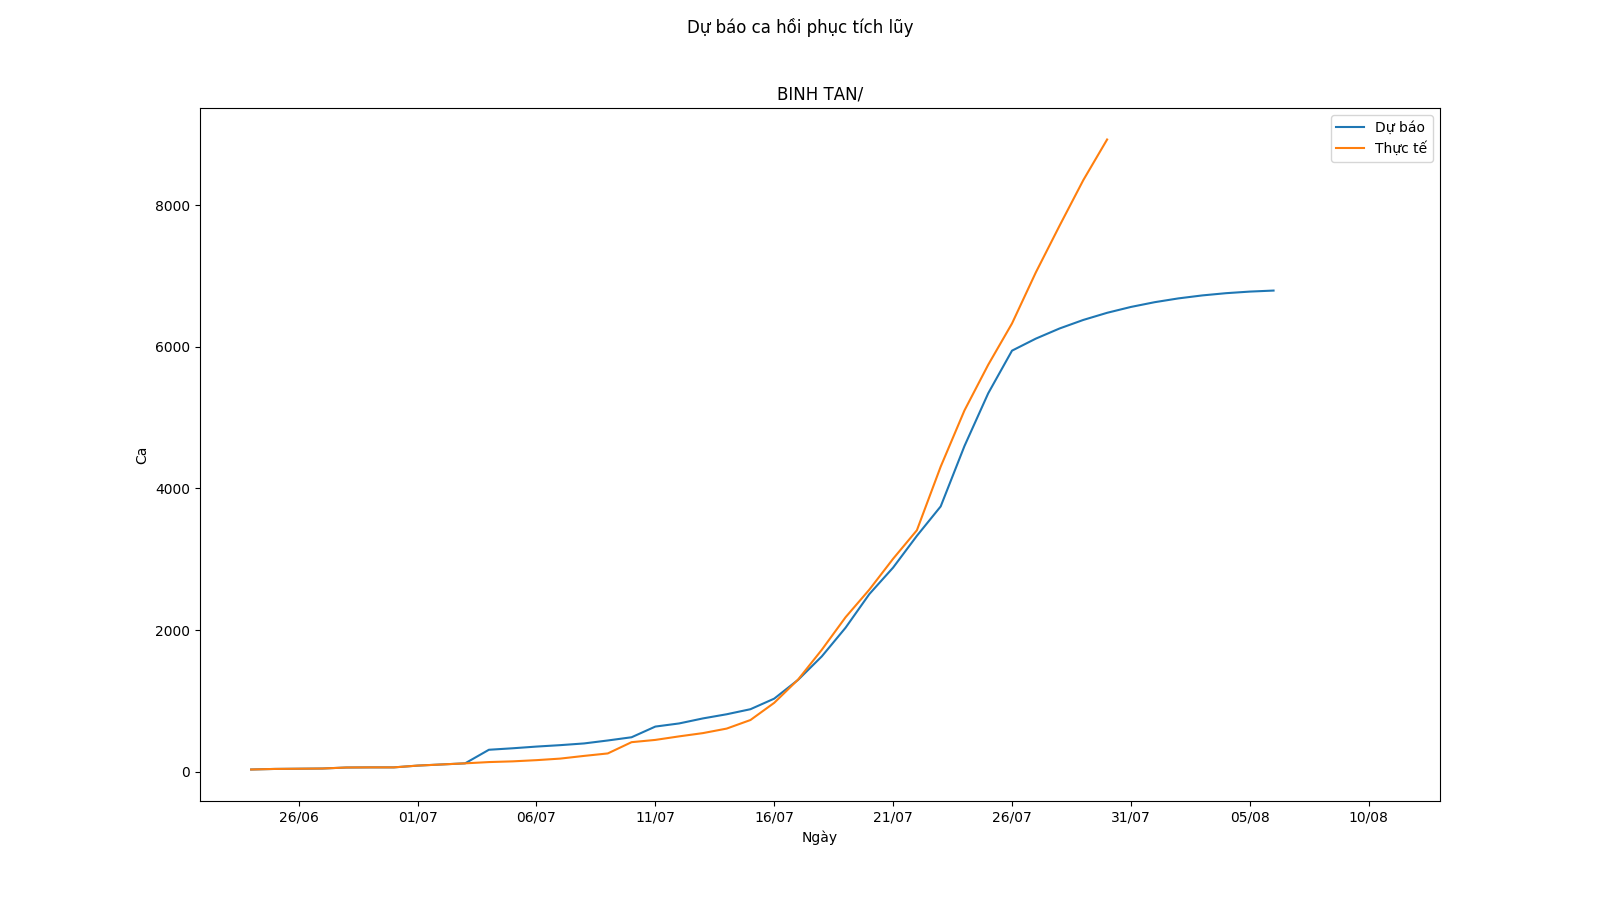 Dự báo ca hồi phục tích lũy
BINH TAN/
Dự báo
Thực tế
Ca
8000
6000
4000
2000
0
26/06
01/07
06/07
11/07
16/07
21/07
26/07
31/07
05/08
10/08
Ngày